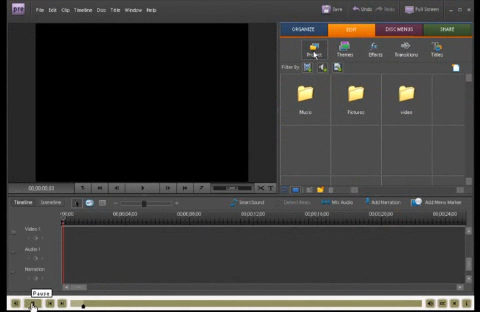 pre File Edit Clip Timeline Disc Title Window Help Save Undo Redo Full Screen
ORGANIZE EDIT DISC MENUS SHARE
Project Themes Effects Transitions Titles
Filter By
Music Pictures video
00;00;00;03
Timeline Sceneline SmartSound Mix Audio Add Narration Add Menu Marker
00;00;04;00 00;00;08;00 00;00;12;00 00;00;16;00 00;00;20;00 00;00;24;00
Video 1
Audio 1
Narration
Pause